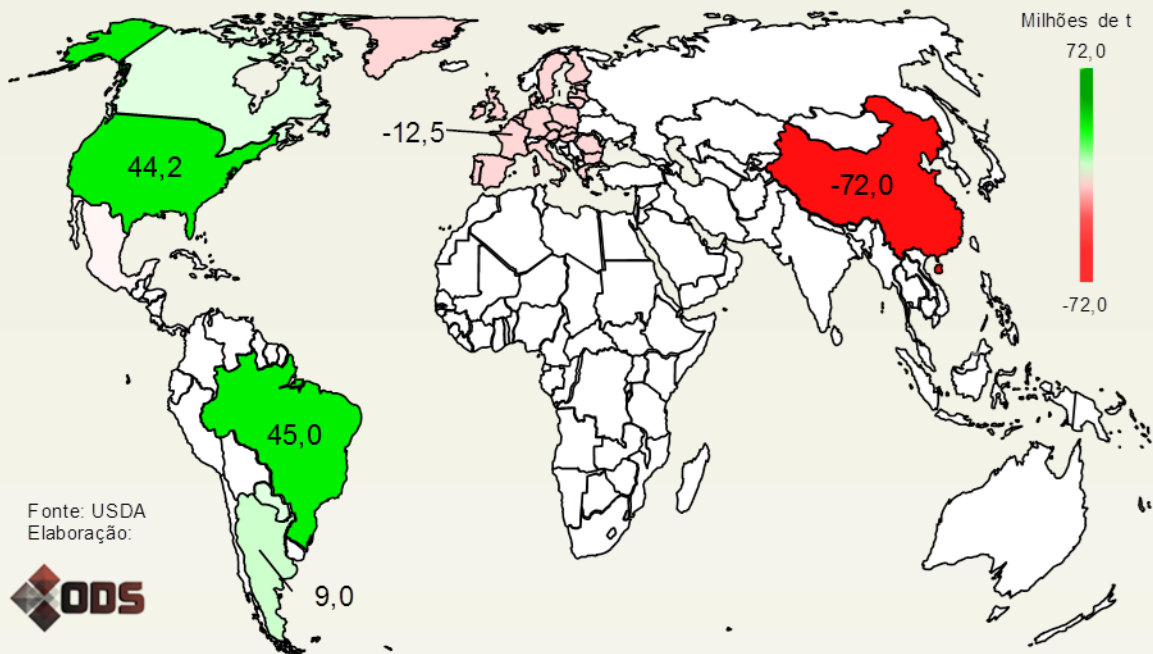 Milhões de t
72,0
-12,5
44,2
-72,0
-72,0
45,0
Fonte: USDA
Elaboração:
ODS
9,0